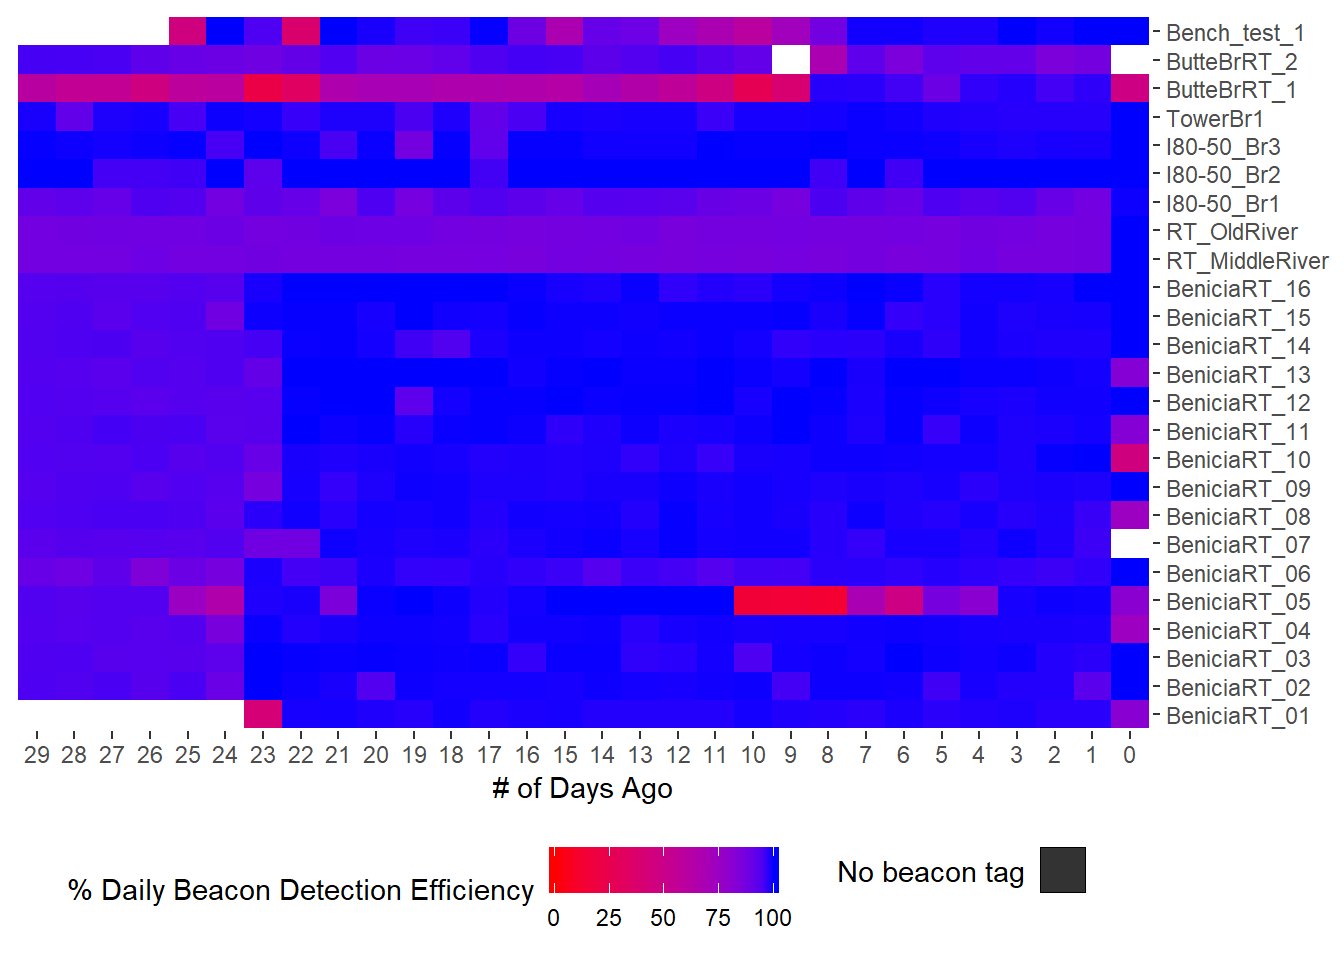 Bench_test_1
ButteBrRT_2
ButteBrRT_1
TowerBr1
I80-50_Br3
I80-50_Br2
I80-50_Br1
RT_OldRiver
RT_MiddleRiver
BeniciaRT_16
BeniciaRT_15
BeniciaRT_14
BeniciaRT_13
BeniciaRT_12
BeniciaRT_11
BeniciaRT_10
BeniciaRT_09
BeniciaRT_08
BeniciaRT_07
BeniciaRT_06
BeniciaRT_05
BeniciaRT_04
BeniciaRT_03
BeniciaRT_02
BeniciaRT_01
29 28 27 26 25 24 23 22 21 20 19 18 17 16 15 14 13 12 11 10 9 8 7 6 5 4 3 2 1 0
# of Days Ago
% Daily Beacon Detection Efficiency
0 25 50 75 100
No beacon tag